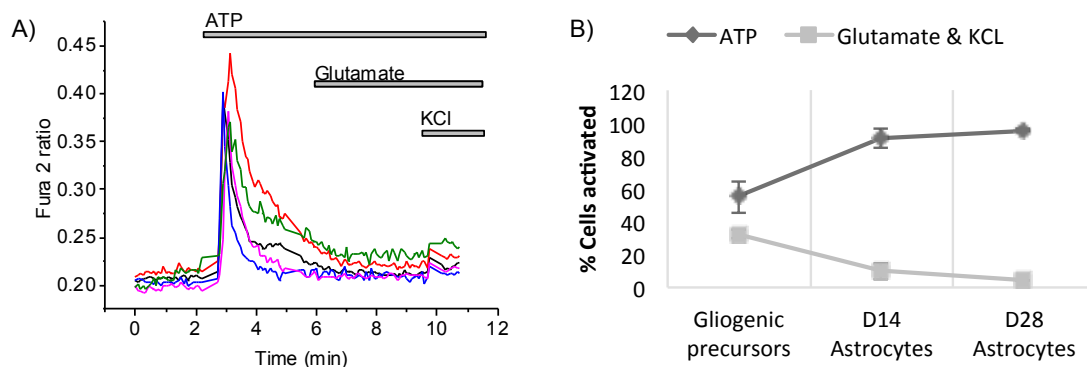 A)
ATP
Glutamate
KCl
Fura 2 ratio
0.45
0.40
0.35
0.30
0.25
0.20
0 2 4 6 8 10 12
Time (min)
B)
ATP Glutamate & KCL
% Cells activated
120
100
80
60
40
20
0
Gliogenic precursors
D14 Astrocytes
D28 Astrocytes